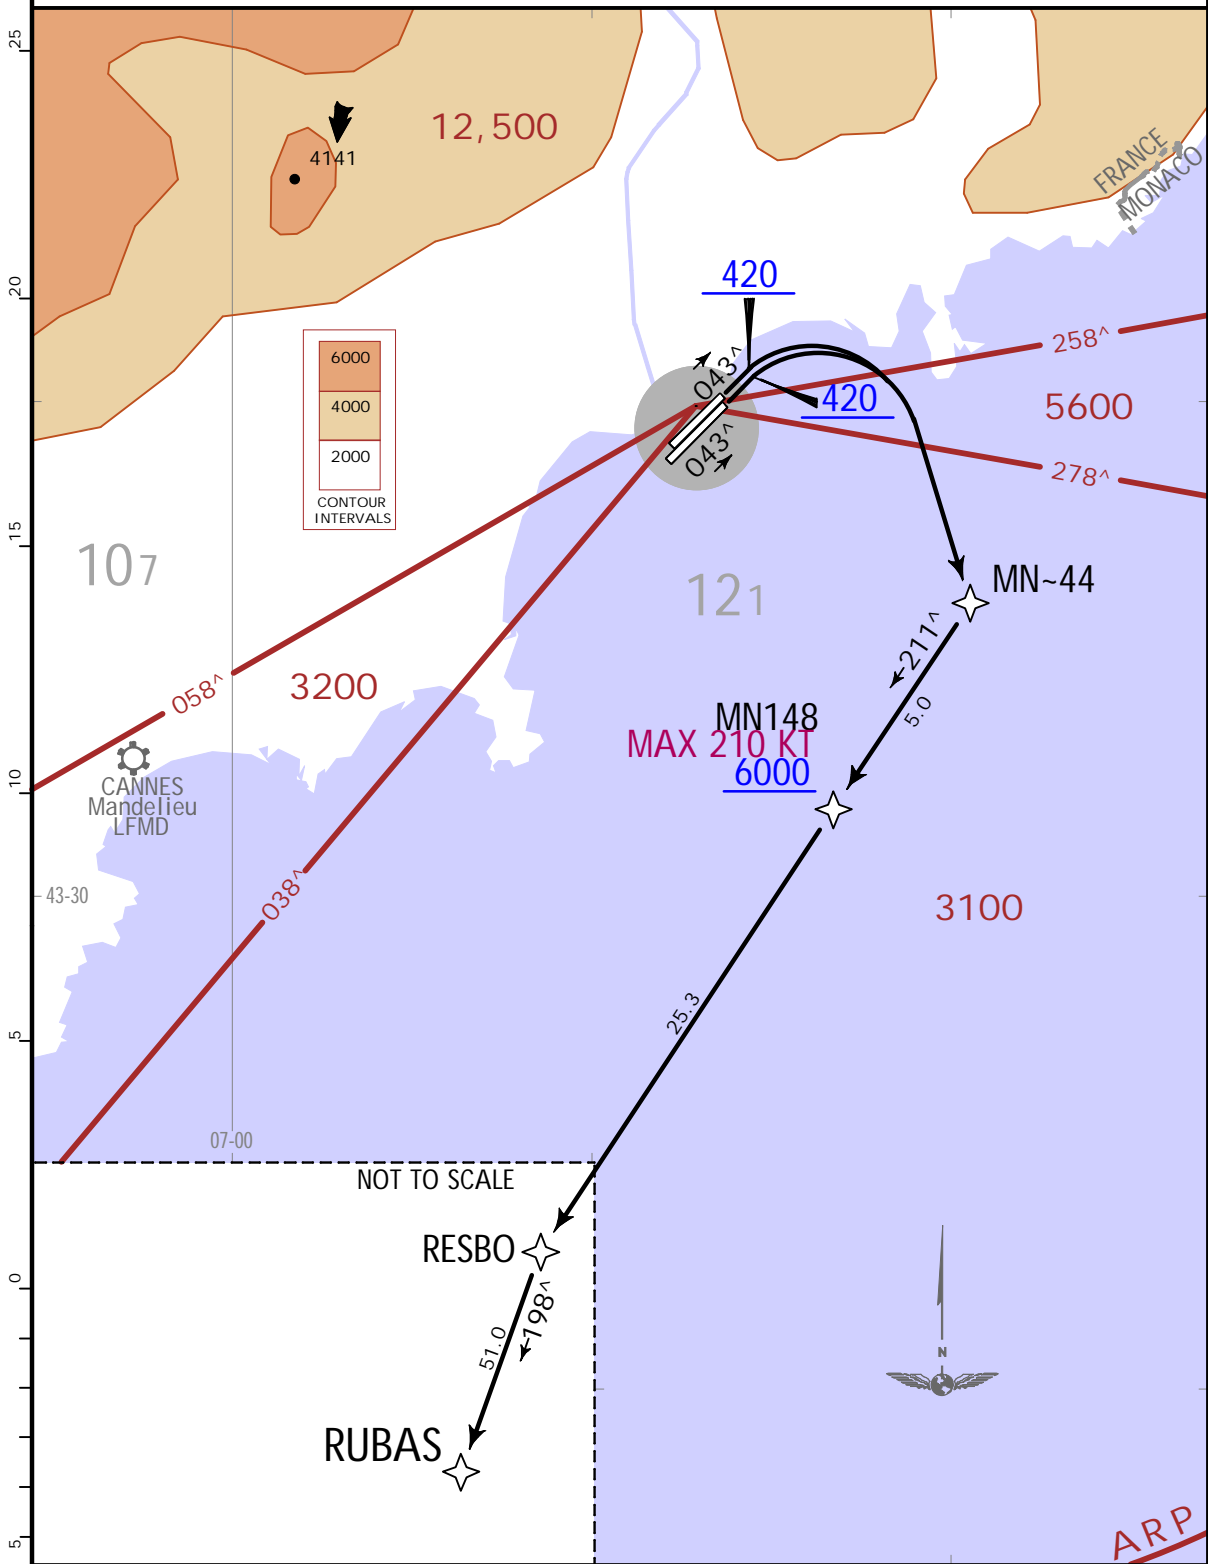 25
20
15
10
5
0
5
12,500
4141
FRANCE
MONACO
420
043^
420
043^
258^
5600
278^
6000
4000
2000
CONTOUR
INTERVALS
107
121
MN~44
211^
5.0
058^
3200
MN148
MAX 210 KT
6000
CANNES
Mandelieu
LFMD
43-30
038^
3100
25.3
07-00
NOT TO SCALE
RESBO
198^
51.0
N
RUBAS
ARP